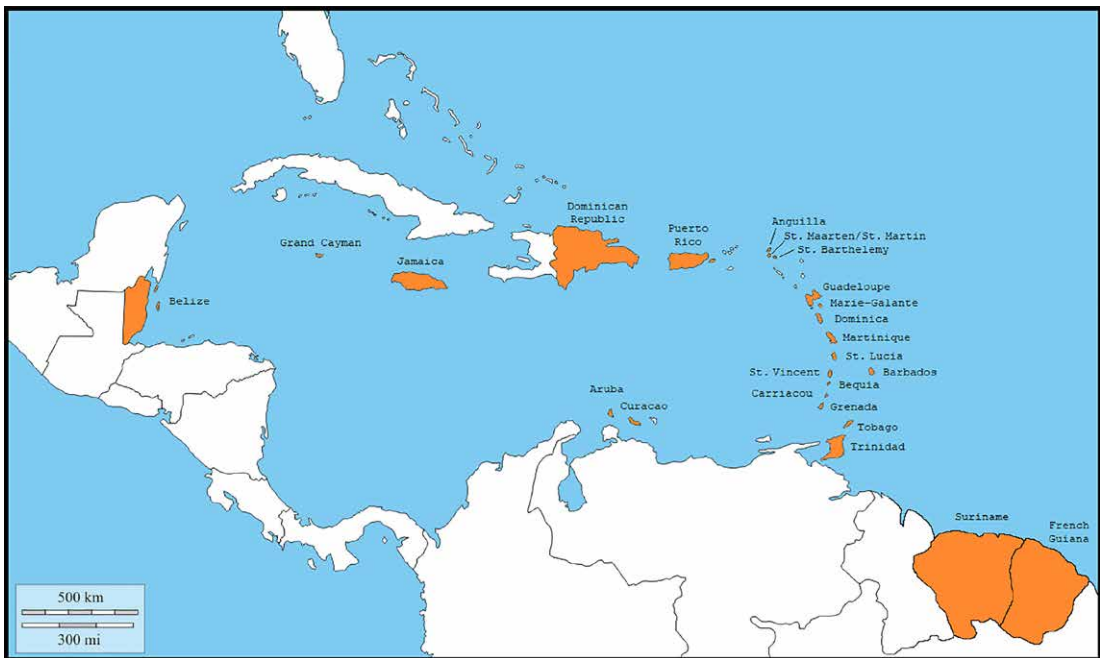 Dominican
Republic
Puerto
Rico
Anguilla
St. Maarten/St. Martin
St. Barthelemy
Grand Cayman
Jamaica
Belize
Guadeloupe
Marie-Galante
Dominica
Martinique
St. Lucia
St. Vincent
Barbados
Bequia
Carriacou
Grenada
Aruba
Curacao
Tobago
Trinidad
Suriname
French
Guiana
500 km
300 mi